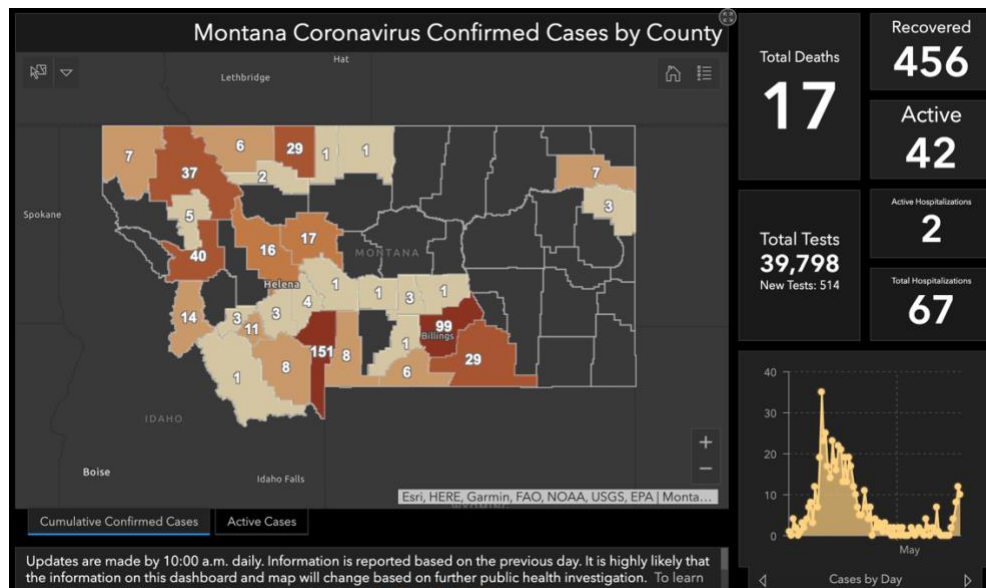 Montana Coronavirus Confirmed Cases by County
Hat
Lethbridge
7
6
29
1
1
37
2
7
5
3
Spokane
17
16
MONTANA
40
Helena
1
1
3
1
4
14
3
3
99
11
Billings
1
151
8
29
8
6
1
IDAHO
Boise
Idaho Falls
+
−
Esri, HERE, Garmin, FAO, NOAA, USGS, EPA | Monta...
Cumulative Confirmed Cases
Active Cases
Updates are made by 10:00 a.m. daily. Information is reported based on the previous day. It is highly likely that
the information on this dashboard and map will change based on further public health investigation. To learn
Total Deaths
17
Recovered
456
Active
42
Total Tests
39,798
New Tests: 514
Active Hospitalizations
2
Total Hospitalizations
67
40
30
20
10
0
May
Cases by Day